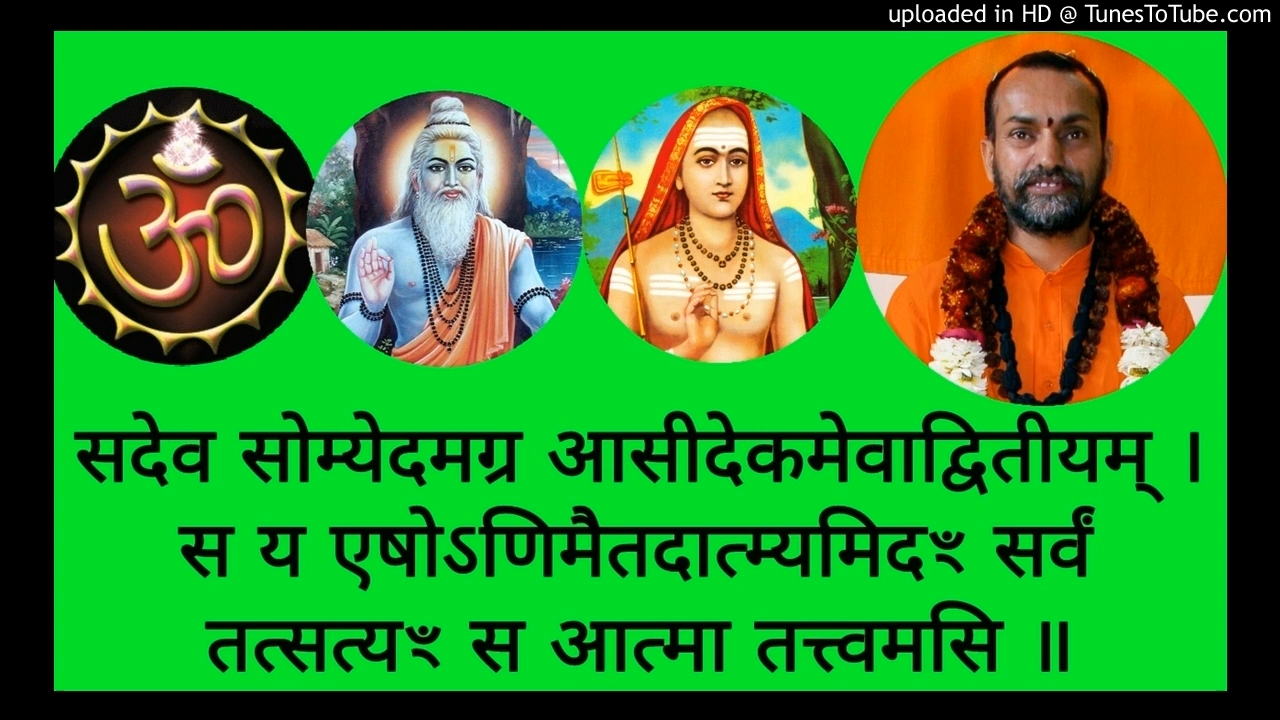 uploaded in HD @ TunesToTube.com
सदेव सोम्येदमग्र आसीदेकमेवाद्वितीयम् ।
स य एषोऽणिमैतदात्म्यमिदꣳ सर्वं
तत्सत्यꣳ स आत्मा तत्त्वमसि ॥